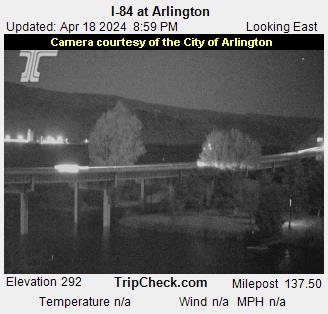 I-84 at Arlington
Updated: Apr 18 2024 8:59 PM Looking East
Camera courtesy of the City of Arlington
Elevation 292 TripCheck.com Milepost 137.50
Temperature n/a Wind n/a MPH n/a